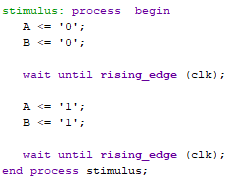 stimulus: process begin
A <= '0';
B <= '0';
wait until rising_edge (clk);
A <= '1';
B <= '1';
wait until rising_edge (clk);
end process stimulus;